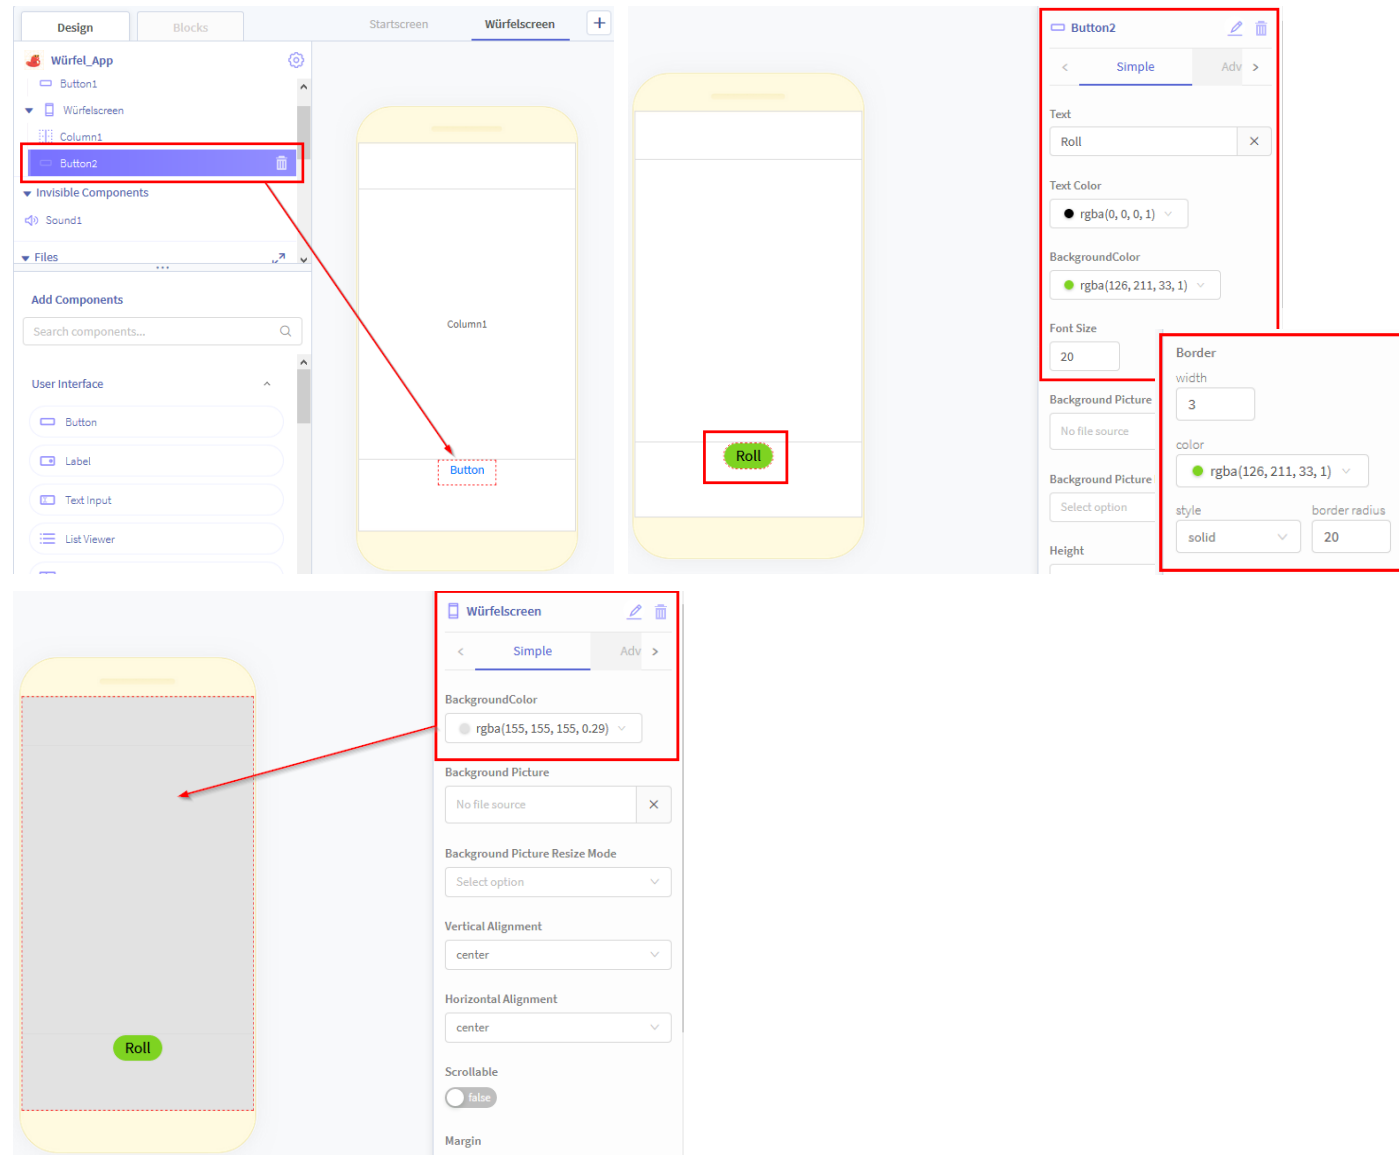 Design
Blocks
Startscreen
Würfelscreen
+
Würfel_App
Button1
Würfelscreen
Column1
Button2
Invisible Components
Sound1
Files
Add Components
Search components...
User Interface
Button
Label
Text Input
List Viewer
Column1
Button
Roll
Button2
Simple
Adv
Text
Roll
Text Color
rgba(0, 0, 0, 1)
BackgroundColor
rgba(126, 211, 33, 1)
Font Size
20
Background Picture
No file source
Background Picture
Select option
Height
Border
width
3
color
rgba(126, 211, 33, 1)
style
border radius
solid
20
Roll
Würfelscreen
Simple
Adv
BackgroundColor
rgba(155, 155, 155, 0.29)
Background Picture
No file source
Background Picture Resize Mode
Select option
Vertical Alignment
center
Horizontal Alignment
center
Scrollable
false
Margin